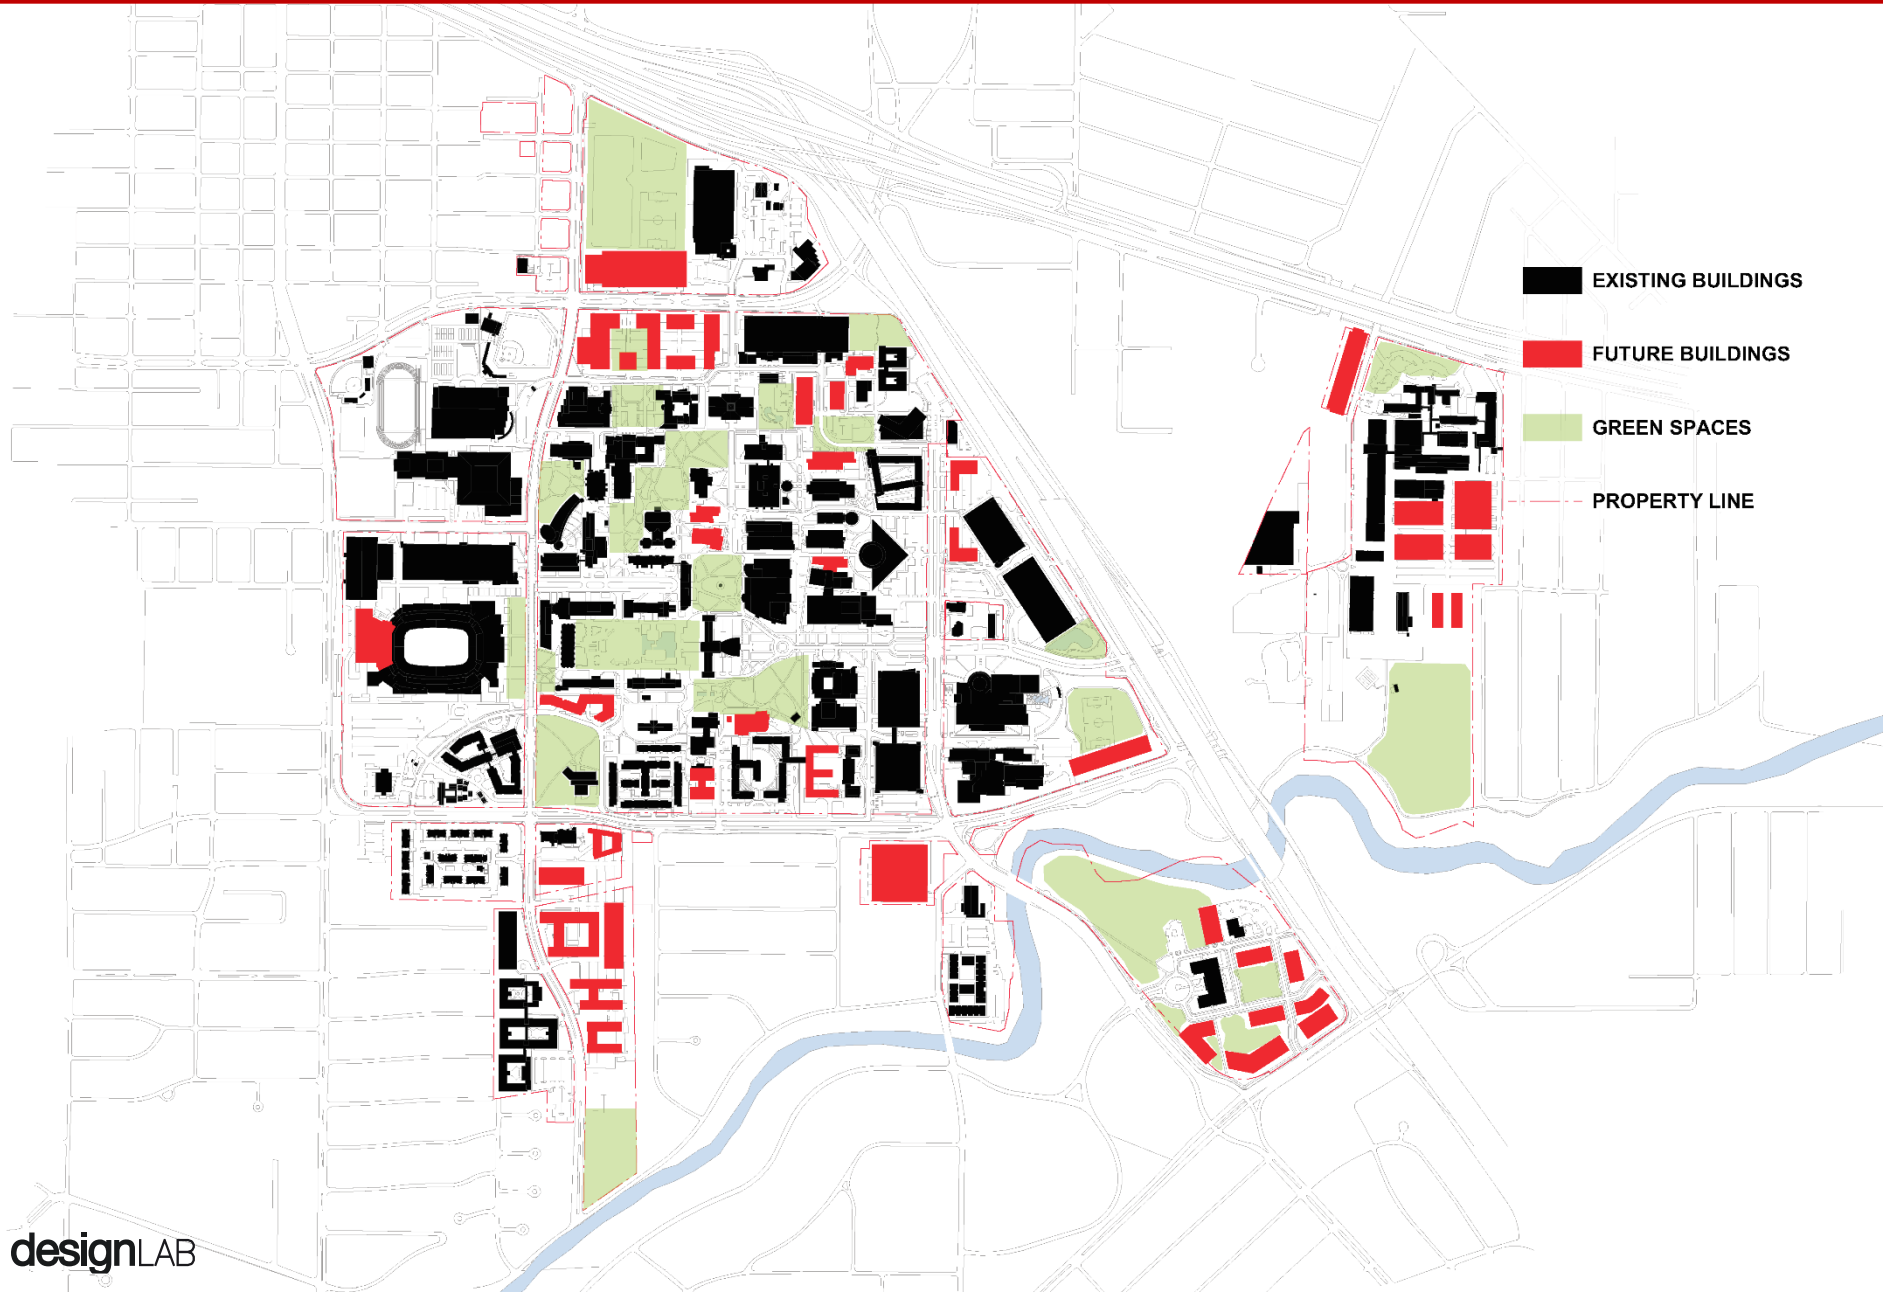 EXISTING BUILDINGS
FUTURE BUILDINGS
GREEN SPACES
PROPERTY LINE
designLAB